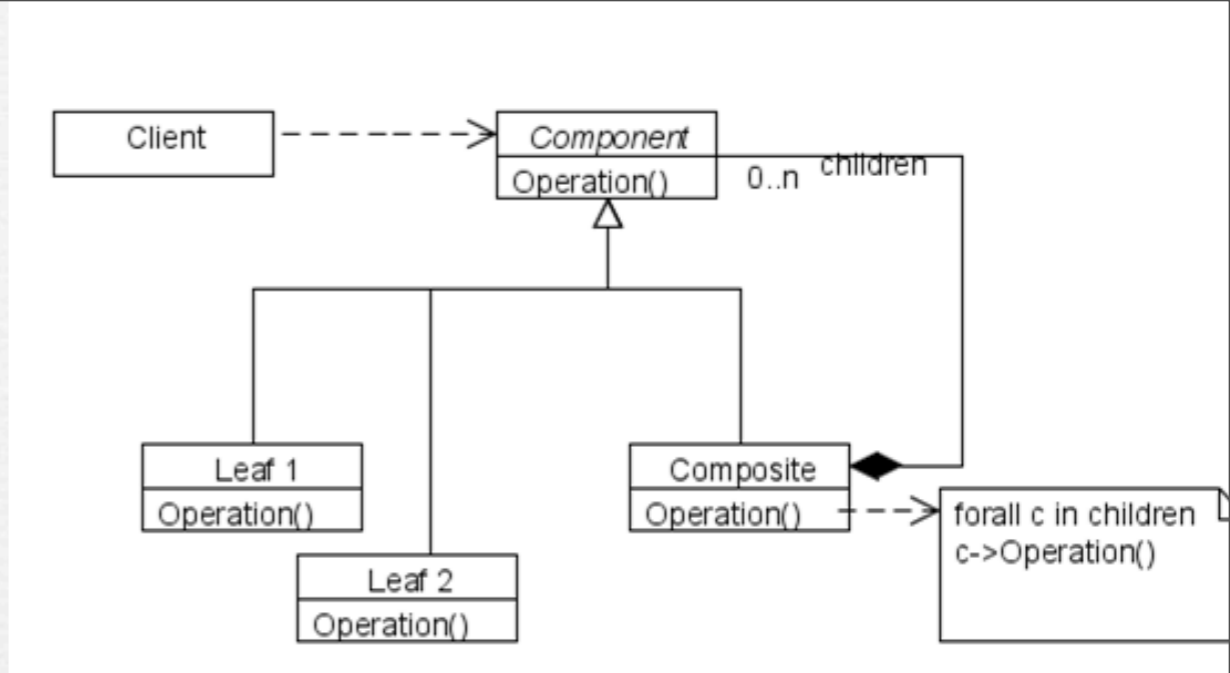 Client
Component
Operation()
0..n
children
Leaf 1
Operation()
Leaf 2
Operation()
Composite
Operation()
forall c in children
c->Operation()